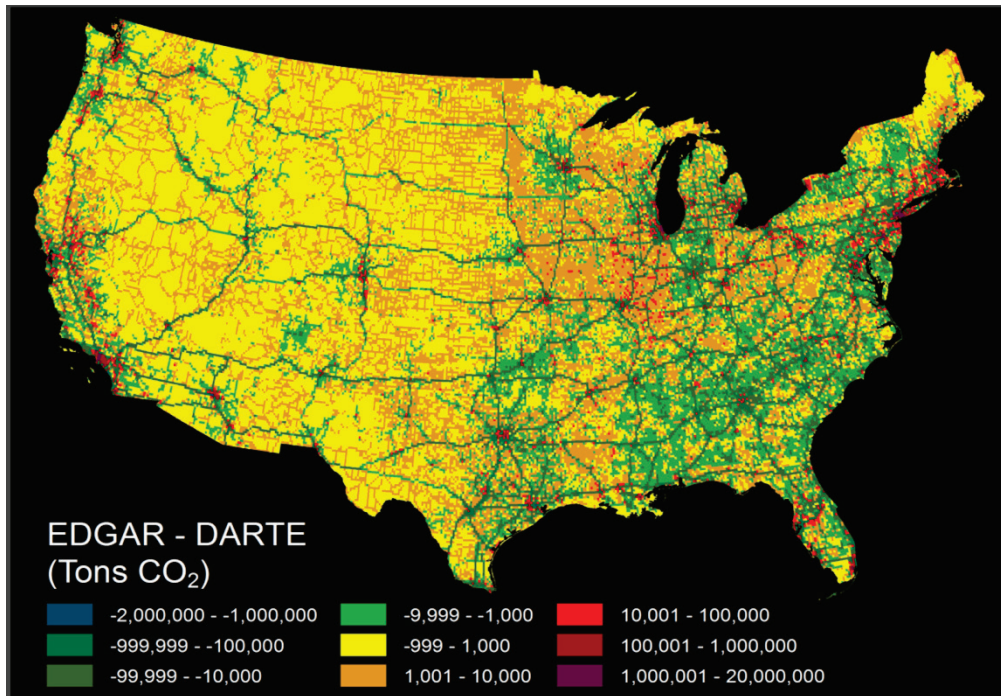 EDGAR - DARTE
(Tons CO₂)
-2,000,000 - -1,000,000
-999,999 - -100,000
-99,999 - -10,000
-9,999 - -1,000
-999 - 1,000
1,001 - 10,000
10,001 - 100,000
100,001 - 1,000,000
1,000,001 - 20,000,000